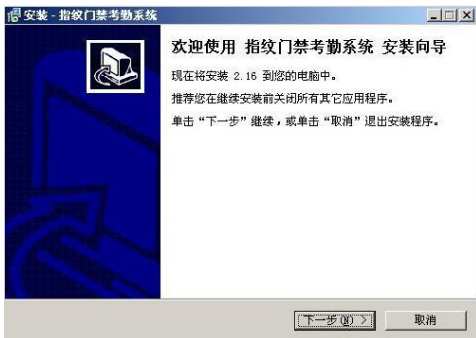 安装 - 指纹门禁考勤系统
欢迎使用 指纹门禁考勤系统 安装向导
现在将安装 2.16 到您的电脑中。
推荐您在继续安装前关闭所有其它应用程序。
单击“下一步”继续，或单击“取消”退出安装程序。
下一步(N) >
取消